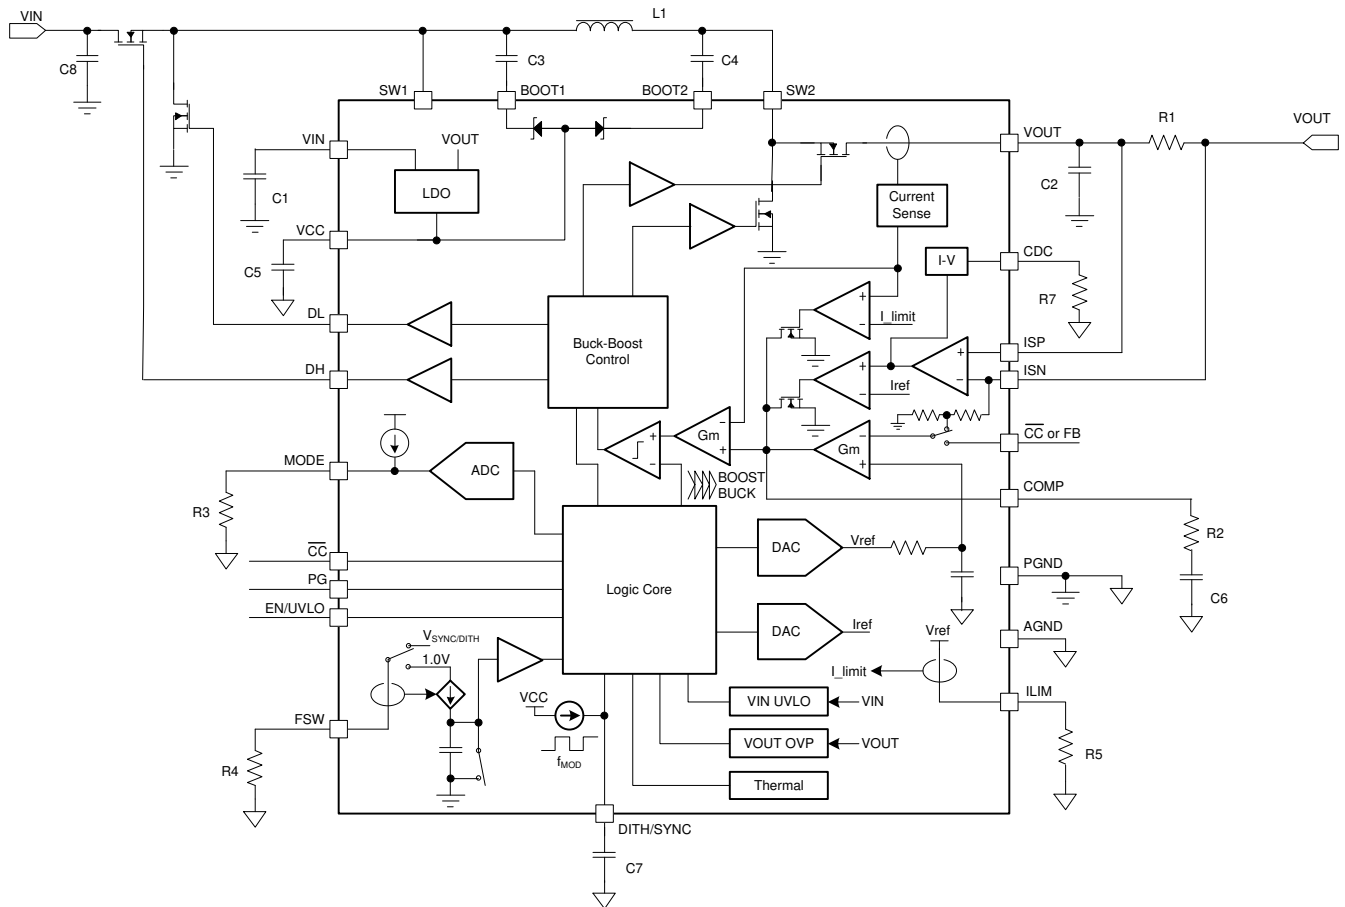 VIN
L1
C8
C3
C4
SW1
BOOT1
BOOT2
SW2
VIN
VOUT
VOUT
R1
VOUT
C1
LDO
Current
Sense
C2
VCC
C5
I-V
CDC
R7
DL
Buck-Boost
Control
+
−
I_limit
DH
+
−
Iref
+
−
ISP
ISN
Gm
−
+
+
−
Gm
−
+
CC or FB
MODE
ADC
BOOST
BUCK
COMP
R3
R2
CC
DAC
Vref
PG
Logic Core
PGND
C6
EN/UVLO
DAC
Iref
AGND
VSYNC/DITH
1.0V
Vref
I_limit
VCC
VIN UVLO
VIN
ILIM
FSW
fMOD
VOUT OVP
VOUT
R4
R5
Thermal
DITH/SYNC
C7